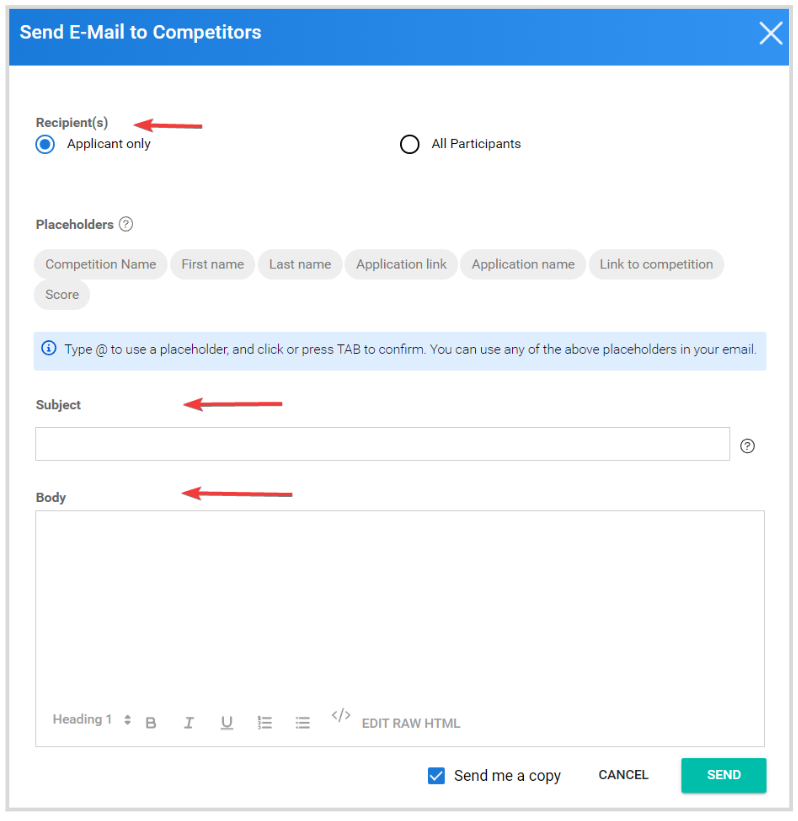 Send E-Mail to Competitors
Recipient(s)
Applicant only
All Participants
Placeholders ?
Competition Name First name Last name Application link Application name Link to competition
Score
Type @ to use a placeholder, and click or press TAB to confirm. You can use any of the above placeholders in your email.
Subject
?
Body
Heading 1 B I U </> EDIT RAW HTML
Send me a copy CANCEL SEND